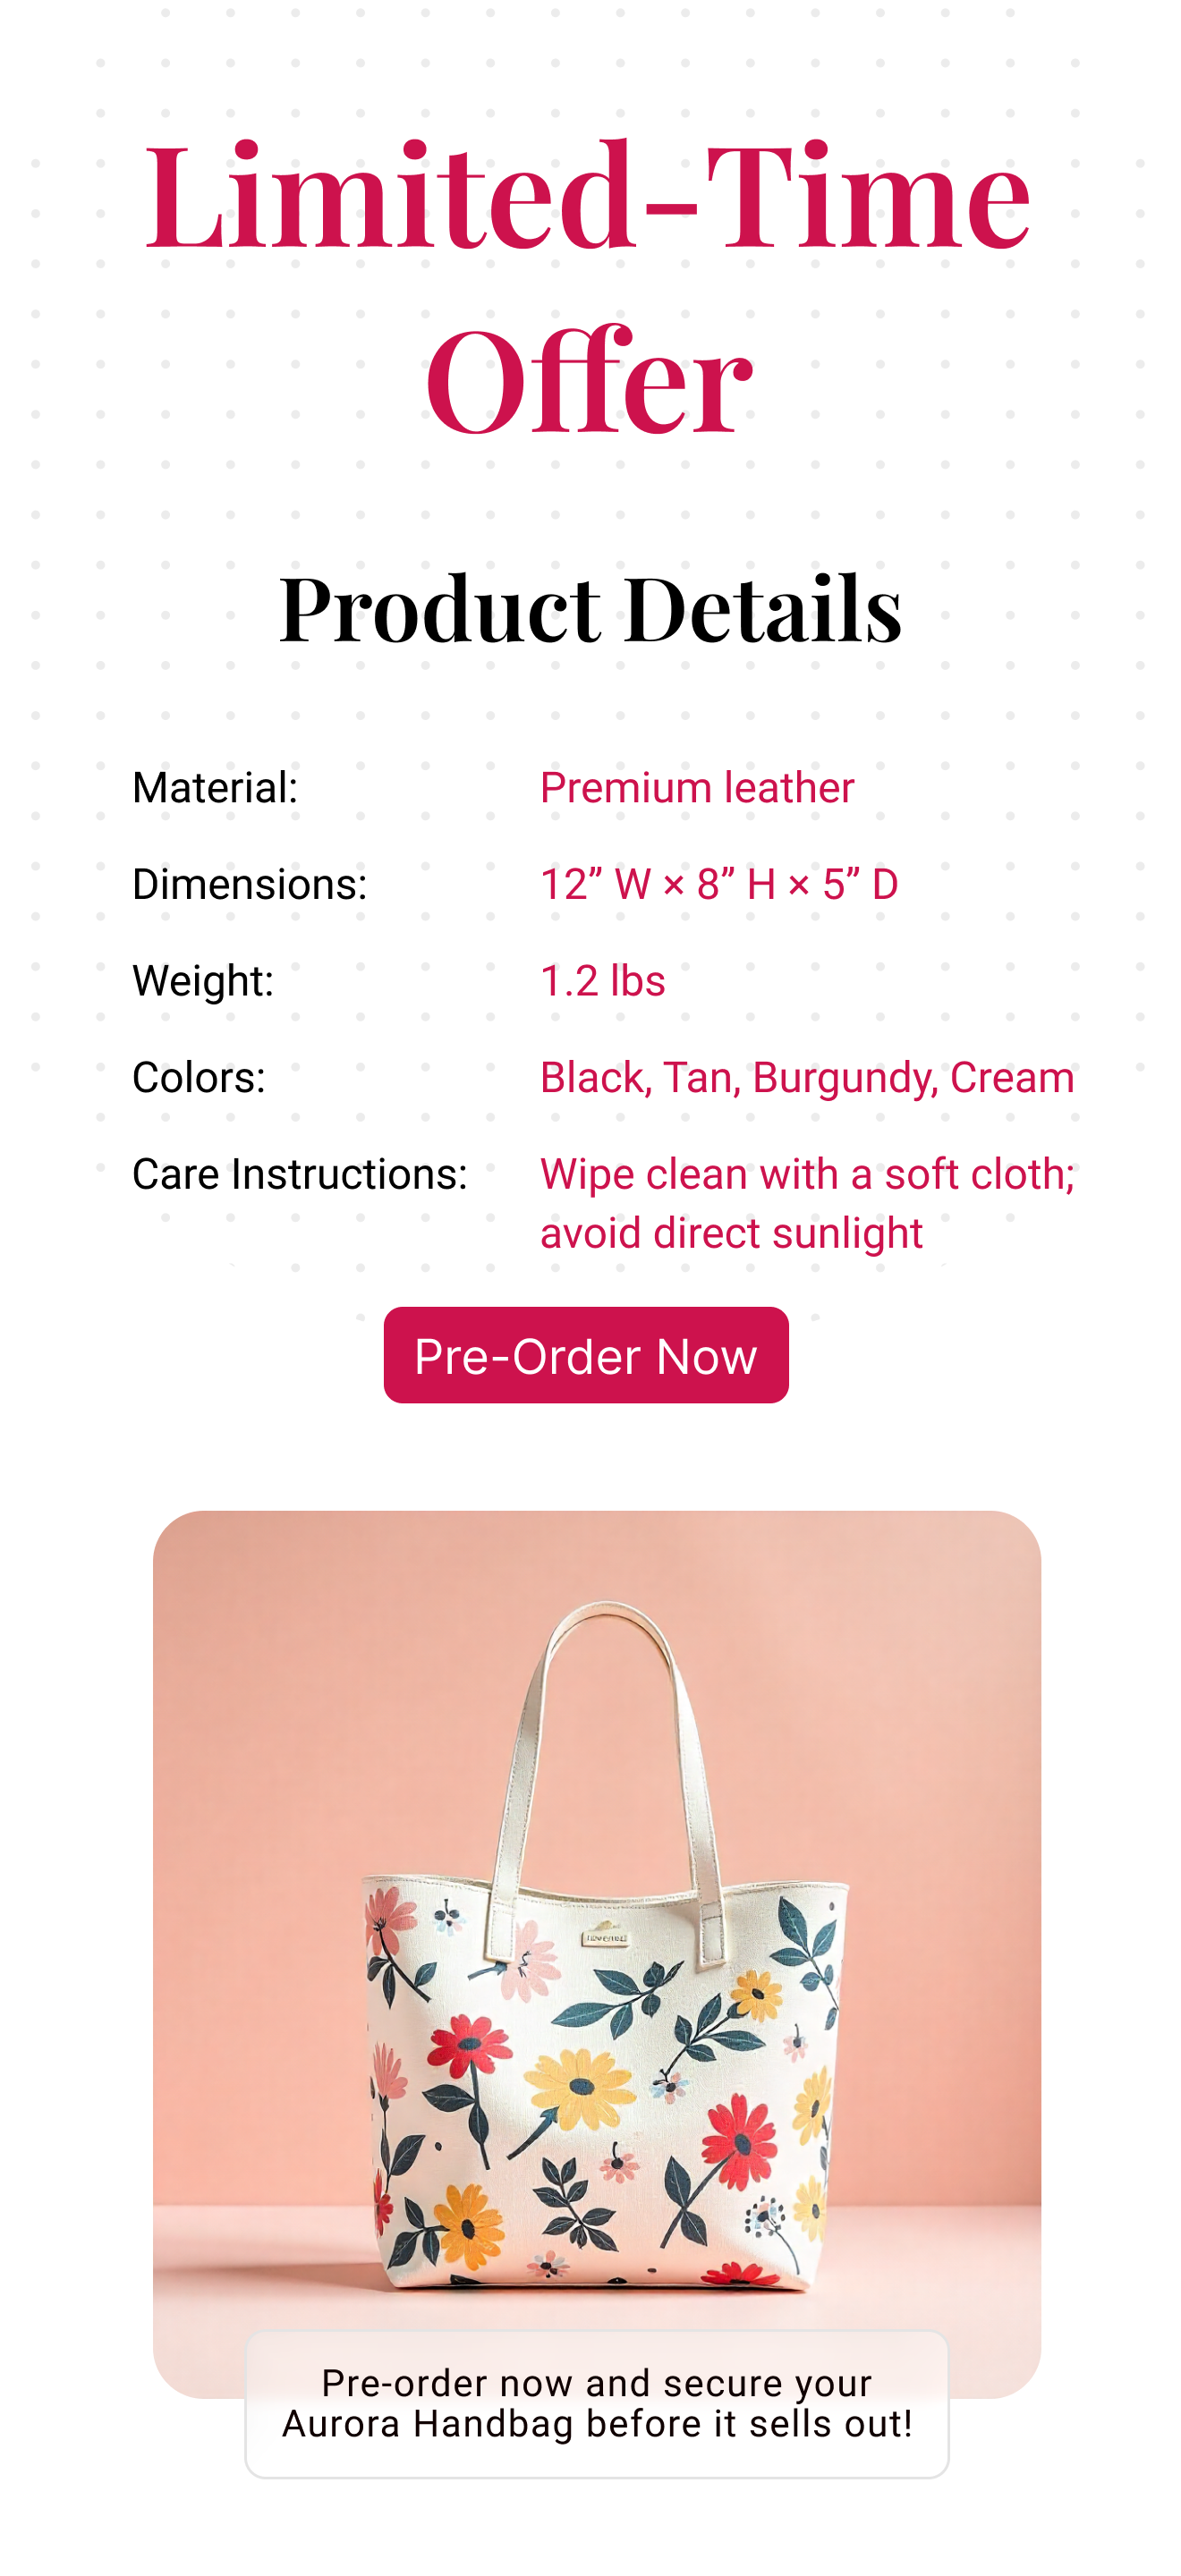 Limited-Time
Offer
Product Details
Material: Premium leather
Dimensions: 12” W × 8” H × 5” D
Weight: 1.2 lbs
Colors: Black, Tan, Burgundy, Cream
Care Instructions: Wipe clean with a soft cloth;
avoid direct sunlight
Pre-Order Now
Pre-order now and secure your
Aurora Handbag before it sells out!